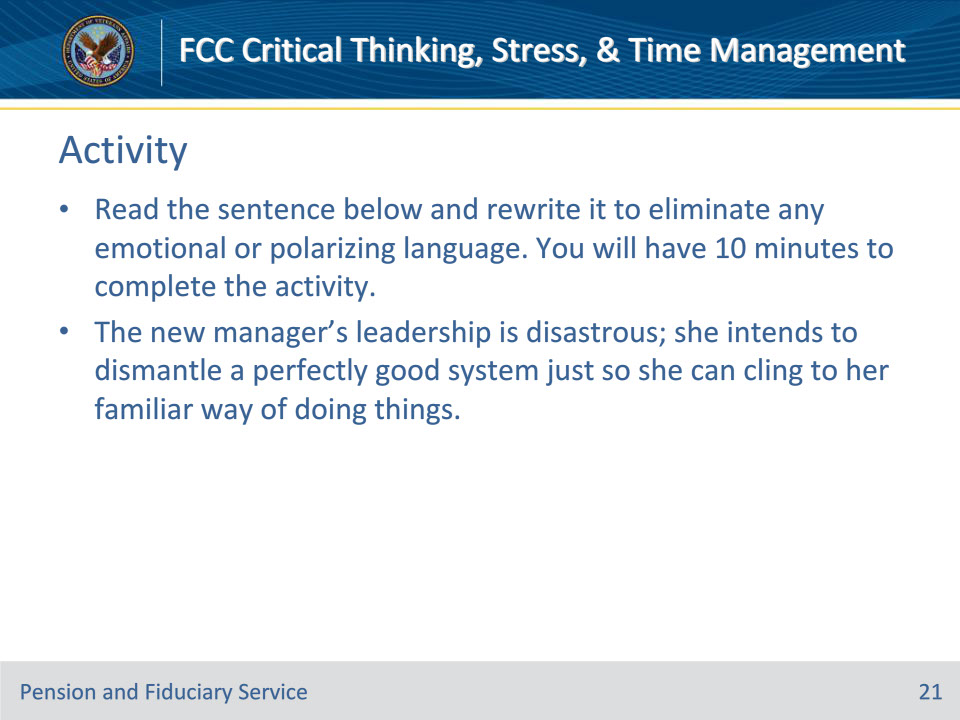 FCC Critical Thinking, Stress, & Time Management
Activity
• Read the sentence below and rewrite it to eliminate any
emotional or polarizing language. You will have 10 minutes to
complete the activity.
• The new manager’s leadership is disastrous; she intends to
dismantle a perfectly good system just so she can cling to her
familiar way of doing things.
Pension and Fiduciary Service
21